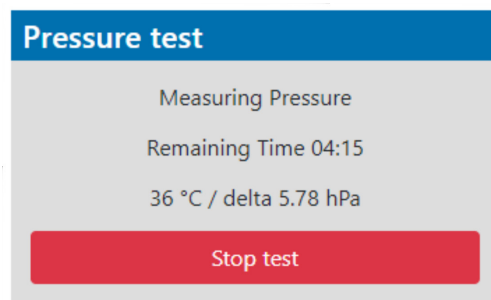 Pressure test
Measuring Pressure
Remaining Time 04:15
36 °C / delta 5.78 hPa
Stop test